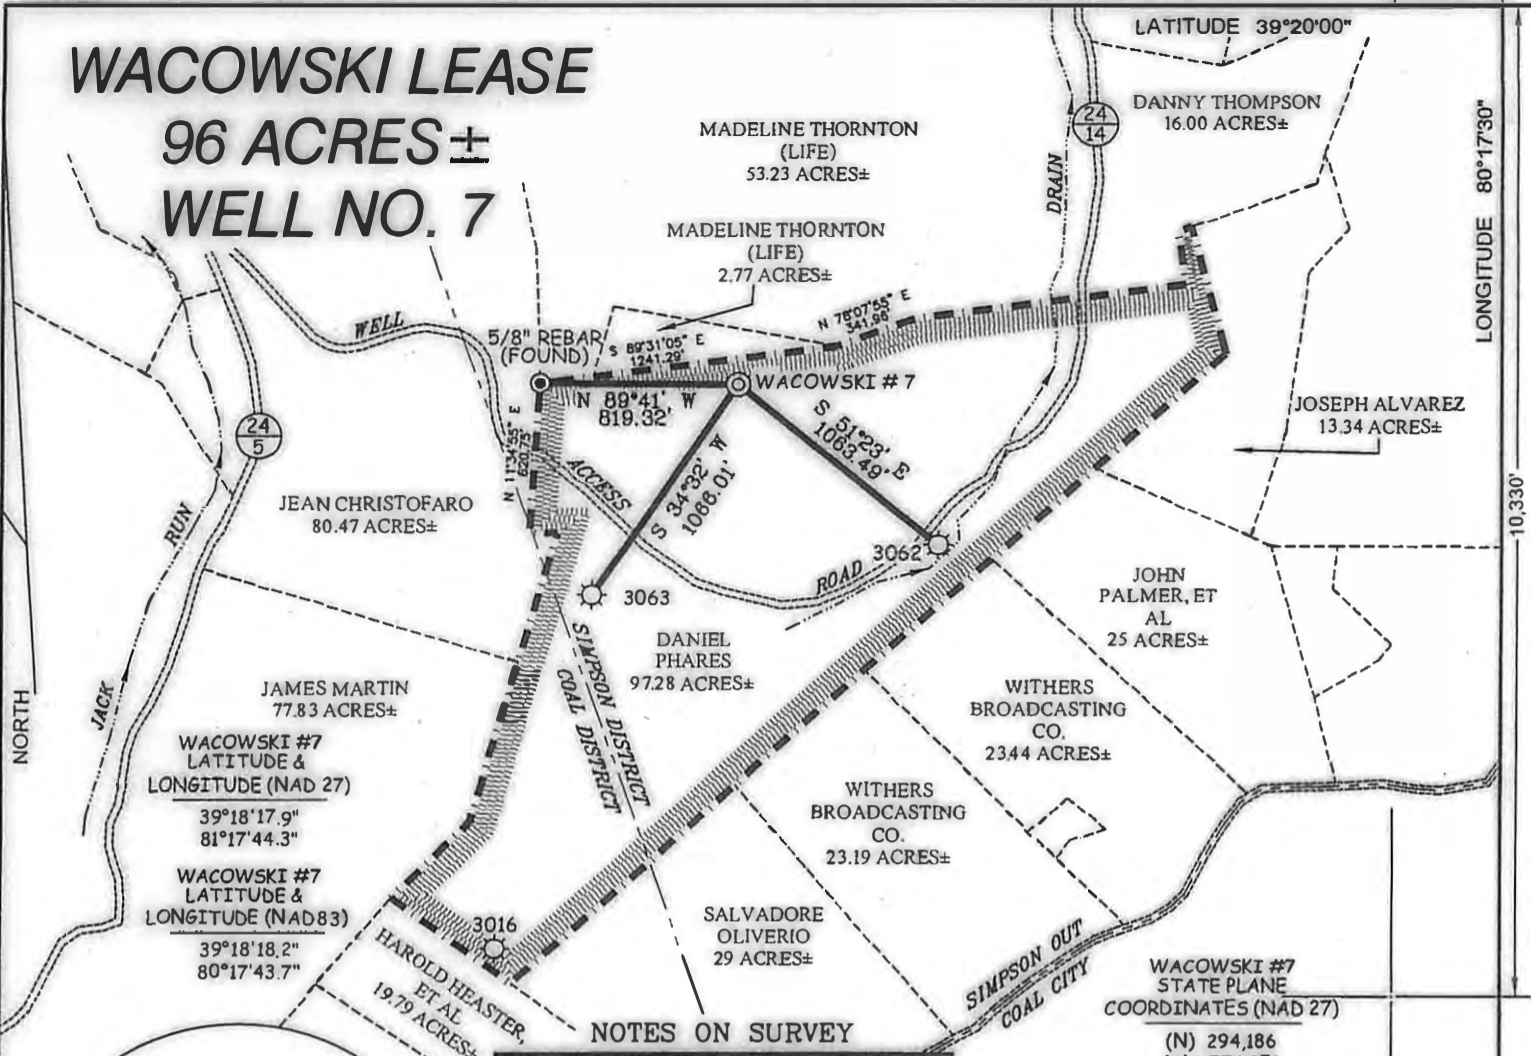 WACOWSKI LEASE
96 ACRES ±
WELL NO. 7
LATITUDE 39°20'00"
LONGITUDE 80°17'30"
10,330'
DANNY THOMPSON
16.00 ACRES±
24
14
DRAIN
MADELINE THORNTON
(LIFE)
53.23 ACRES±
MADELINE THORNTON
(LIFE)
2.77 ACRES±
WELL
5/8" REBAR
(FOUND)
S 89°31'05" E
1241.29'
N 78°07'55" E
341.96'
WACOWSKI # 7
N 89°41' W
819.32'
N 11°34'55" E
620.75'
S 51°23' E
1063.49'
S 34°32' W
1066.01'
JOSEPH ALVAREZ
13.34 ACRES±
24
5
ACCESS
JEAN CHRISTOFARO
80.47 ACRES±
RUN
3062
ROAD
3063
JOHN
PALMER, ET
AL
25 ACRES±
DANIEL
PHARES
97.28 ACRES±
SIMPSON DISTRICT
COAL DISTRICT
JAMES MARTIN
77.83 ACRES±
JACK
NORTH
WITHERS
BROADCASTING
CO.
23.44 ACRES±
WACOWSKI #7
LATITUDE &
LONGITUDE (NAD 27)
39°18'17.9"
81°17'44.3"
WITHERS
BROADCASTING
CO.
23.19 ACRES±
WACOWSKI #7
LATITUDE &
LONGITUDE (NAD83)
39°18'18.2"
80°17'43.7"
3016
SALVADORE
OLIVERIO
29 ACRES±
HAROLD HEASTER,
ET AL
19.79 ACRES±
SIMPSON OUT
COAL CITY
WACOWSKI #7
STATE PLANE
COORDINATES (NAD 27)
(N) 294,186
NOTES ON SURVEY